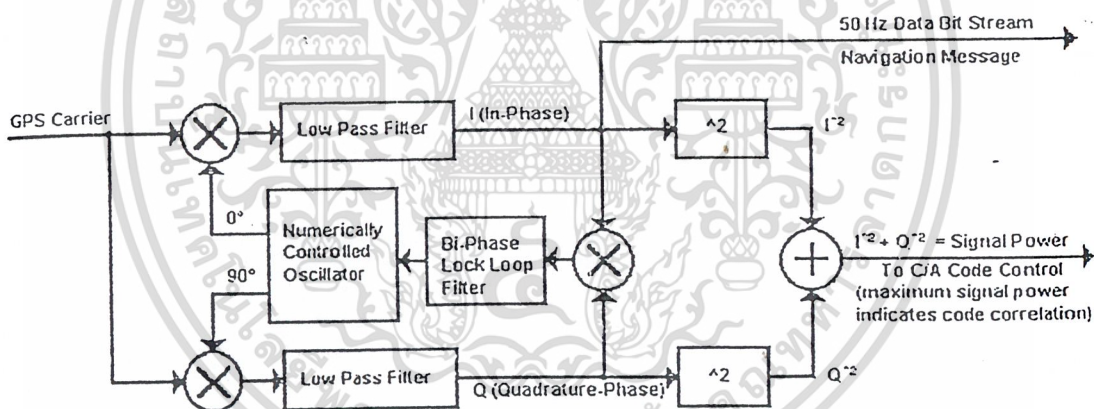 50 Hz Data Bit Stream
Navigation Message
GPS Carrier
Low Pass Filter
I (In-Phase)
^2
I^2
0°
Numerically
Controlled
Oscillator
90°
Bi-Phase
Lock Loop
Filter
I^2 + Q^2 = Signal Power
To C/A Code Control
(maximum signal power
indicates code correlation)
Low Pass Filter
Q (Quadrature-Phase)
^2
Q^2